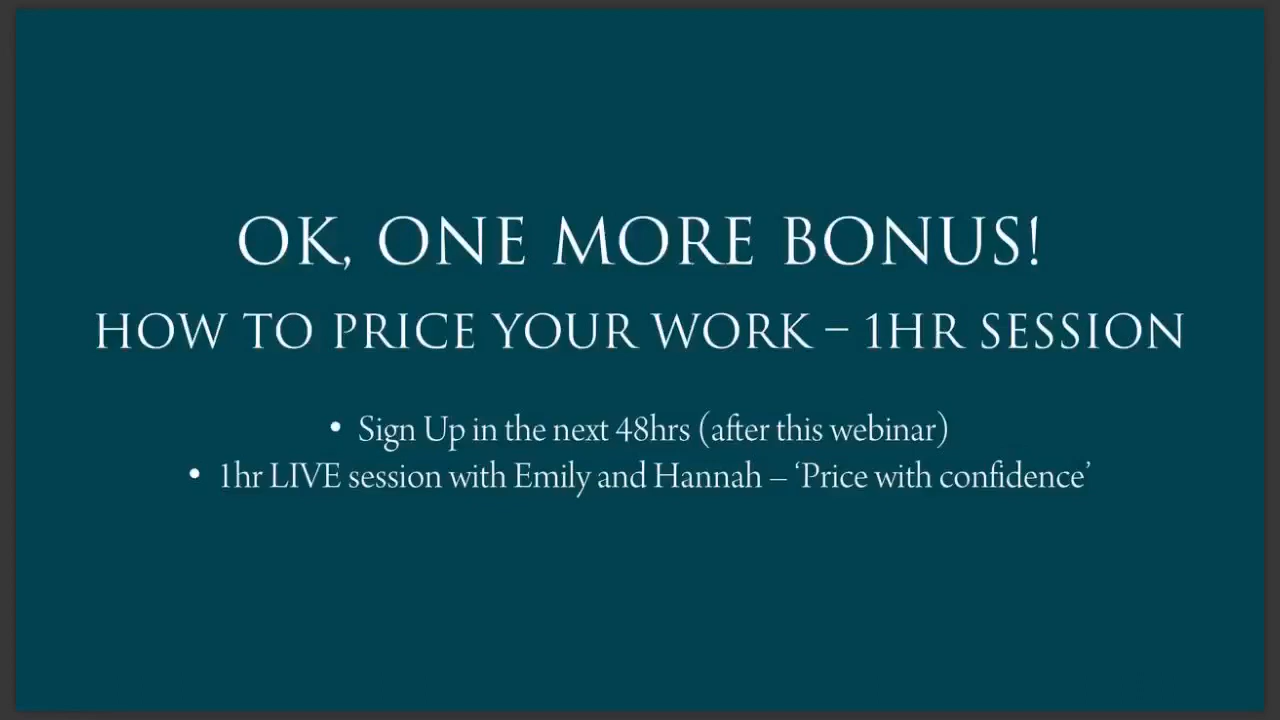 OK, ONE MORE BONUS!
HOW TO PRICE YOUR WORK – 1HR SESSION
• Sign Up in the next 48hrs (after this webinar)
• 1hr LIVE session with Emily and Hannah – ‘Price with confidence’